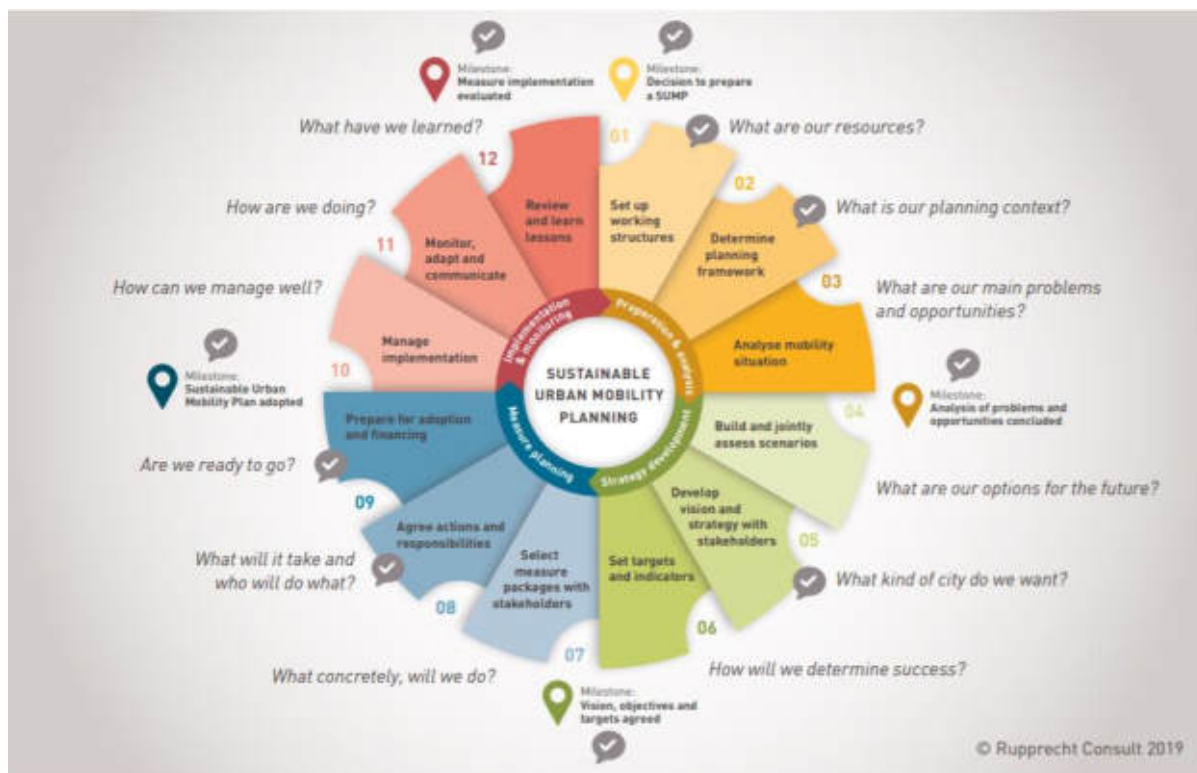 Milestone:
Measure implementation
evaluated
Milestone:
Decision to prepare
a SUMP
What have we learned?
What are our resources?
12
01
Review
and learn
lessons
Set up
working
structures
02
How are we doing?
What is our planning context?
11
Monitor,
adapt and
communicate
Determine
planning
framework
03
How can we manage well?
What are our main problems
and opportunities?
10
Manage
implementation
Analyse mobility
situation
Implementation
& monitoring
Preparation & analysis
SUSTAINABLE
URBAN MOBILITY
PLANNING
Measure planning
Strategy development
Milestone:
Sustainable Urban
Mobility Plan adopted
Milestone:
Analysis of problems and
opportunities concluded
Prepare for adoption
and financing
04
Build and jointly
assess scenarios
Are we ready to go?
What are our options for the future?
09
Agree actions and
responsibilities
Develop
vision and
strategy with
stakeholders
05
What will it take and
who will do what?
What kind of city do we want?
08
Select
measure
packages with
stakeholders
Set targets
and indicators
06
07
What concretely, will we do?
How will we determine success?
Milestone:
Vision, objectives and
targets agreed
© Rupprecht Consult 2019